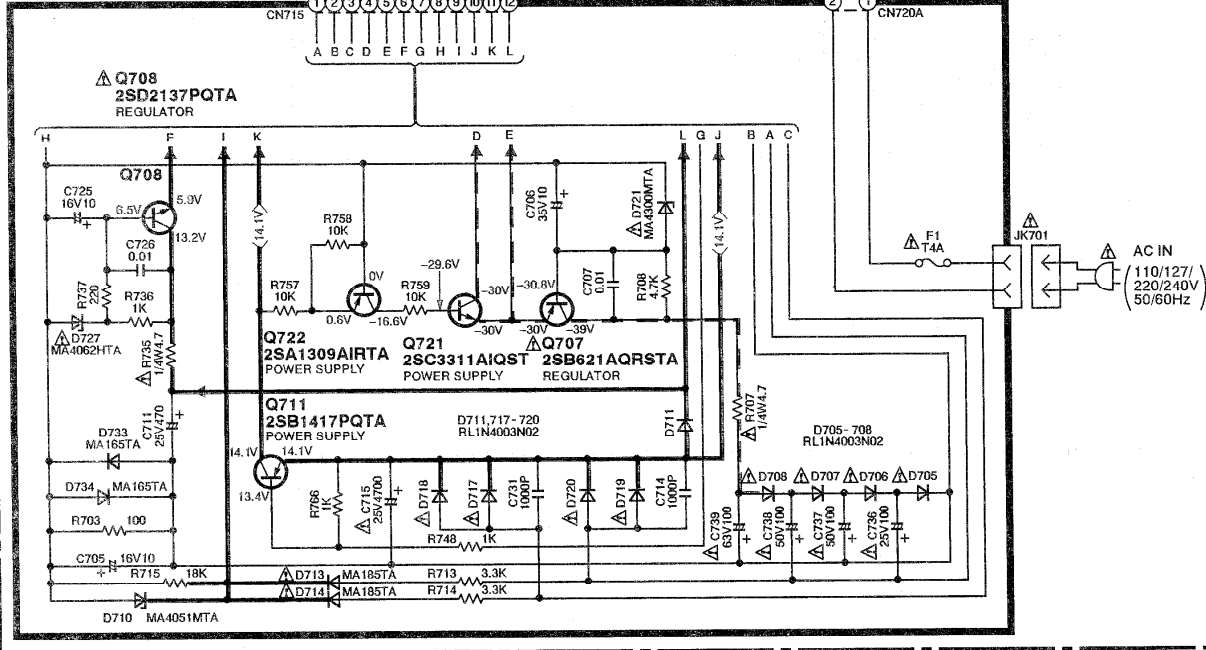 1 2 3 4 5 6 7 8 9 10 11 12
CN715
2 1
CN720A
A B C D E F G H I J K L
Q708
2SD2137PQTA
REGULATOR
H F I K D E L G J B A C
Q708
C725
16V10
6.5V
5.9V
13.2V
C726
0.01
R737
220
R736
1K
D727
MA4062HTA
R735
1/4W4.7
14.1V
R758
10K
R757
10K
0V
0.6V
-16.6V
R759
10K
-29.6V
-30V
-30V
C706
35V10
-30.8V
-30V
-39V
C707
0.01
D721
MA4300MTA
R708
4.7K
14.1V
F1
T4A
JK701
AC IN
110/127/
220/240V
50/60Hz
Q722
2SA1309AIRTA
POWER SUPPLY
Q721
2SC3311AIQST
POWER SUPPLY
Q707
2SB621AQRSTA
REGULATOR
R707
1/4W4.7
Q711
2SB1417PQTA
POWER SUPPLY
D711,717-720
RL1N4003N02
D711
D705-708
RL1N4003N02
C711
25V470
D733
MA165TA
D734 MA165TA
R703 100
C705 16V10
R715 18K
D710 MA4051MTA
14.1V
14.1V
13.4V
R766
1K
C715
25V4700
D718
D717
C731
1000P
D720
D719
C714
1000P
R748 1K
D713 MA185TA R713 3.3K
D714 MA185TA R714 3.3K
D708 D707 D706 D705
C739
63V100
C738
50V100
C737
50V100
C736
25V100